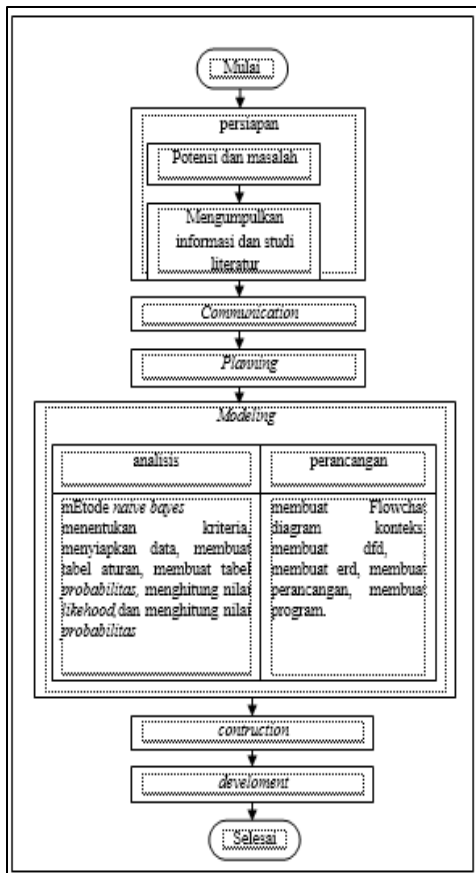 Mulai
persiapan
Potensi dan masalah
Mengumpulkan
informasi dan studi
literatur
Communication
Planning
Modeling
analisis
perancangan
mEtode naive bayes
menentukan kriteria,
menyiapkan data, membuat
tabel aturan, membuat tabel
probabilitas, menghitung nilai
likehood, dan menghitung nilai
probabilitas
membuat Flowcha
diagram konteks
membuat dfd,
membuat erd, membuat
perancangan, membuat
program.
contruction
develoment
Selesai